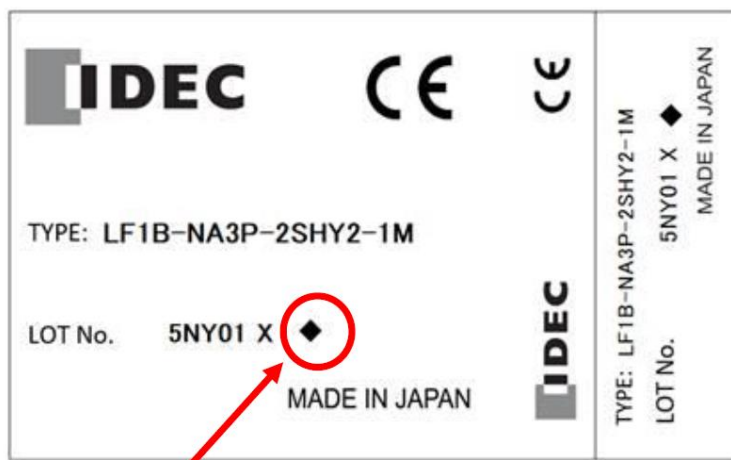 IDEC CE CE
TYPE: LF1B-NA3P-2SHY2-1M
LOT No. 5NY01 X ◆
MADE IN JAPAN
IDEC
TYPE: LF1B-NA3P-2SHY2-1M
LOT No. 5NY01 X ◆
MADE IN JAPAN